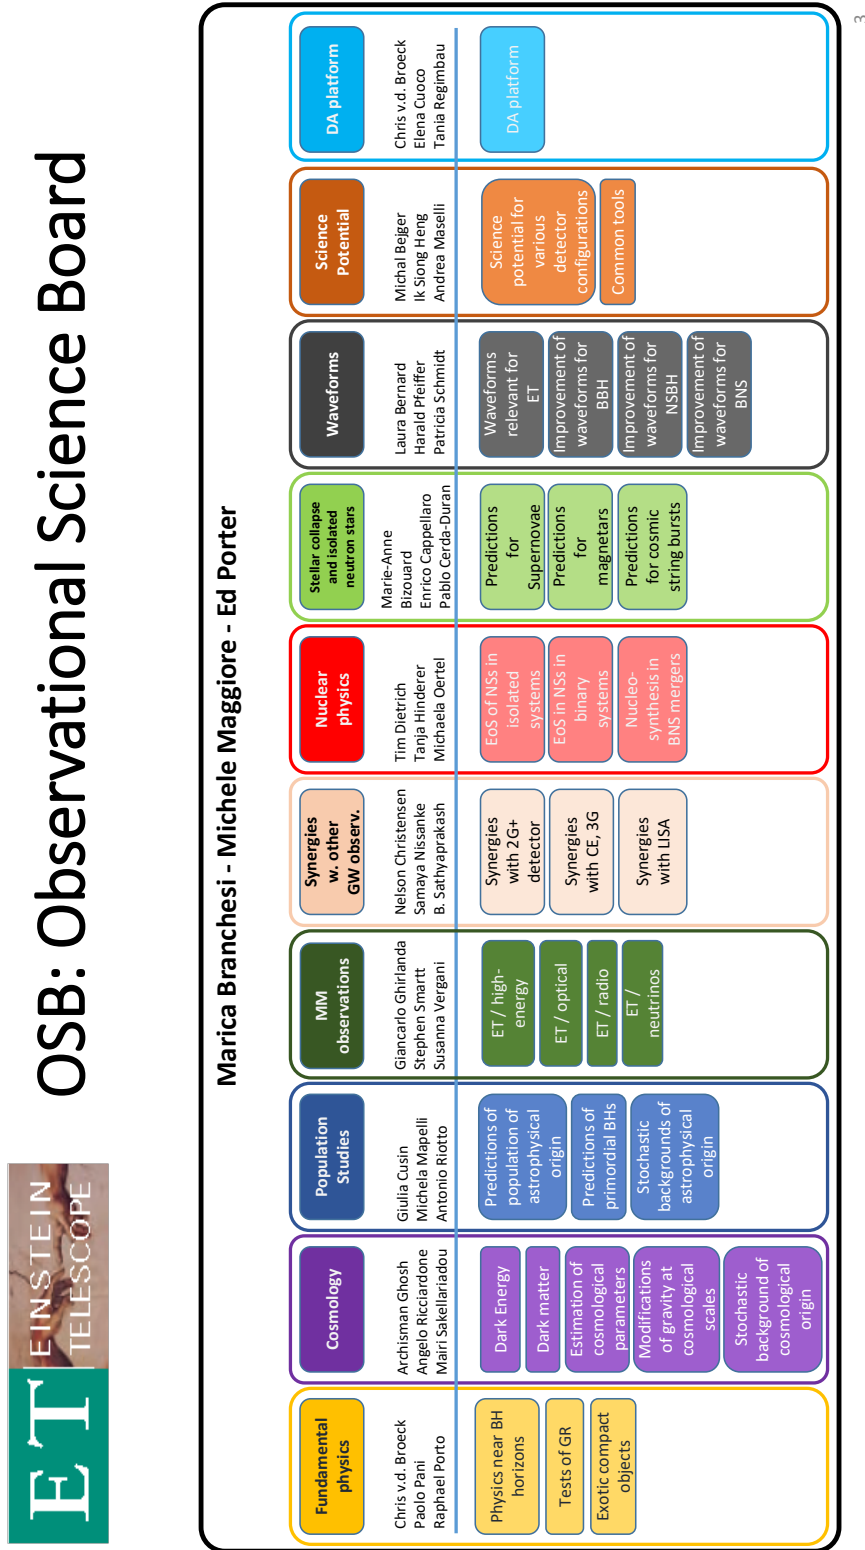 ET
EINSTEIN
TELESCOPE
OSB: Observational Science Board
Marica Branchesi - Michele Maggiore - Ed Porter
Fundamental
physics
Chris v.d. Broeck
Paolo Pani
Raphael Porto
Physics near BH
horizons
Tests of GR
Exotic compact
objects
Cosmology
Archisman Ghosh
Angelo Ricciardone
Mairi Sakellariadou
Dark Energy
Dark matter
Estimation of
cosmological
parameters
Modifications
of gravity at
cosmological
scales
Stochastic
background of
cosmological
origin
Population
Studies
Giulia Cusin
Michela Mapelli
Antonio Riotto
Predictions of
population of
astrophysical
origin
Predictions of
primordial BHs
Stochastic
backgrounds of
astrophysical
origin
MM
observations
Giancarlo Ghirlanda
Stephen Smartt
Susanna Vergani
ET / high-
energy
ET / optical
ET / radio
ET /
neutrinos
Synergies
w. other
GW observ.
Nelson Christensen
Samaya Nissanke
B. Sathyaprakash
Synergies
with 2G+
detector
Synergies
with CE, 3G
Synergies
with LISA
Nuclear
physics
Tim Dietrich
Tanja Hinderer
Michaela Oertel
EoS of NSs in
isolated
systems
EoS in NSs in
binary
systems
Nucleo-
synthesis in
BNS mergers
Stellar collapse
and isolated
neutron stars
Marie-Anne
Bizouard
Enrico Cappellaro
Pablo Cerda-Duran
Predictions
for
Supernovae
Predictions
for
magnetars
Predictions
for cosmic
string bursts
Waveforms
Laura Bernard
Harald Pfeiffer
Patricia Schmidt
Waveforms
relevant for
ET
Improvement of
waveforms for
BBH
Improvement of
waveforms for
NSBH
Improvement of
waveforms for
BNS
Science
Potential
Michal Bejger
Ik Siong Heng
Andrea Maselli
Science
potential for
various
detector
configurations
Common tools
DA platform
Chris v.d. Broeck
Elena Cuoco
Tania Regimbau
DA platform
3